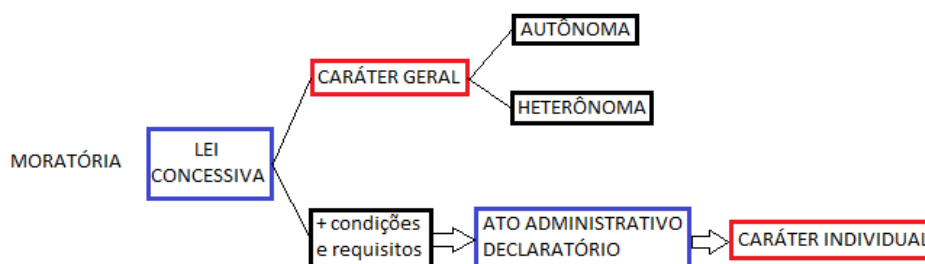 MORATÓRIA
LEI
CONCESSIVA
CARÁTER GERAL
AUTÔNOMA
HETERÔNOMA
+ condições
e requisitos
ATO ADMINISTRATIVO
DECLARATÓRIO
CARÁTER INDIVIDUAL